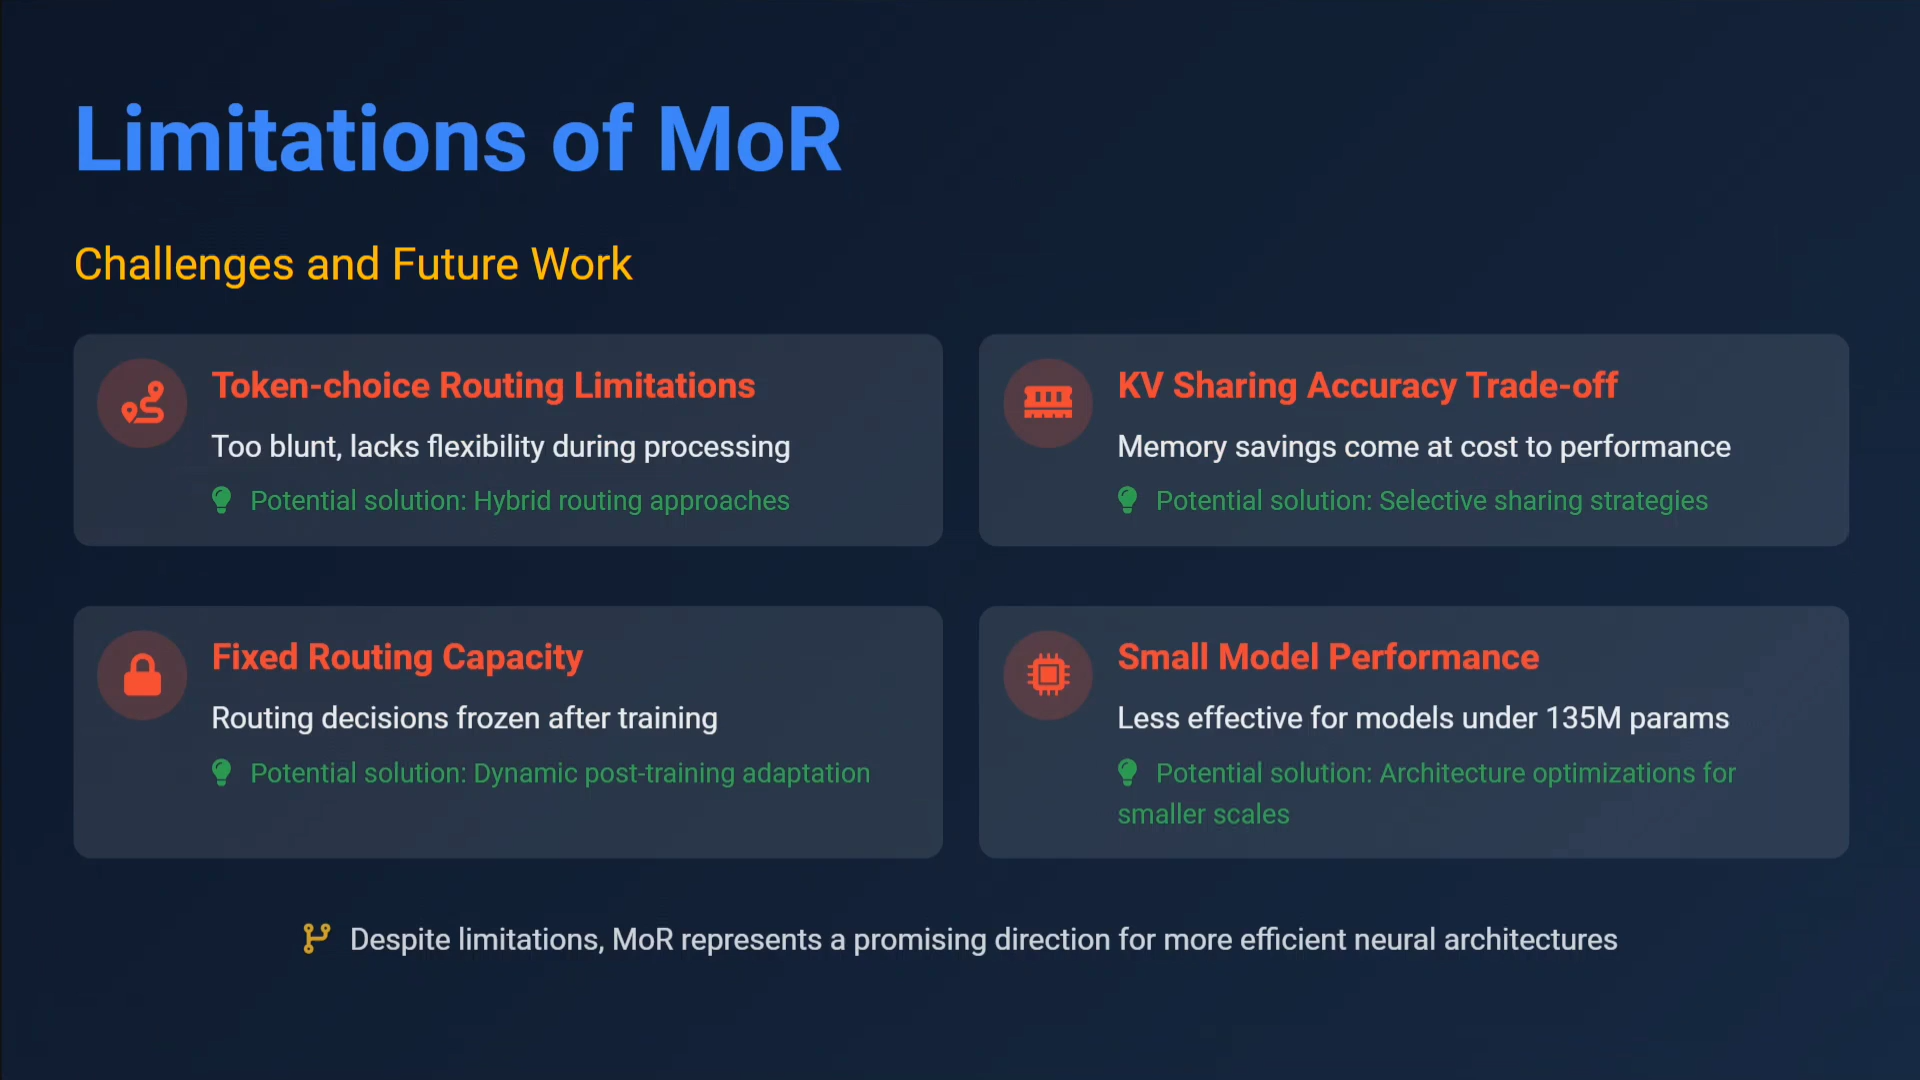 Limitations of MoR
Challenges and Future Work
Token-choice Routing Limitations
Too blunt, lacks flexibility during processing
Potential solution: Hybrid routing approaches
KV Sharing Accuracy Trade-off
Memory savings come at cost to performance
Potential solution: Selective sharing strategies
Fixed Routing Capacity
Routing decisions frozen after training
Potential solution: Dynamic post-training adaptation
Small Model Performance
Less effective for models under 135M params
Potential solution: Architecture optimizations for
smaller scales
Despite limitations, MoR represents a promising direction for more efficient neural architectures